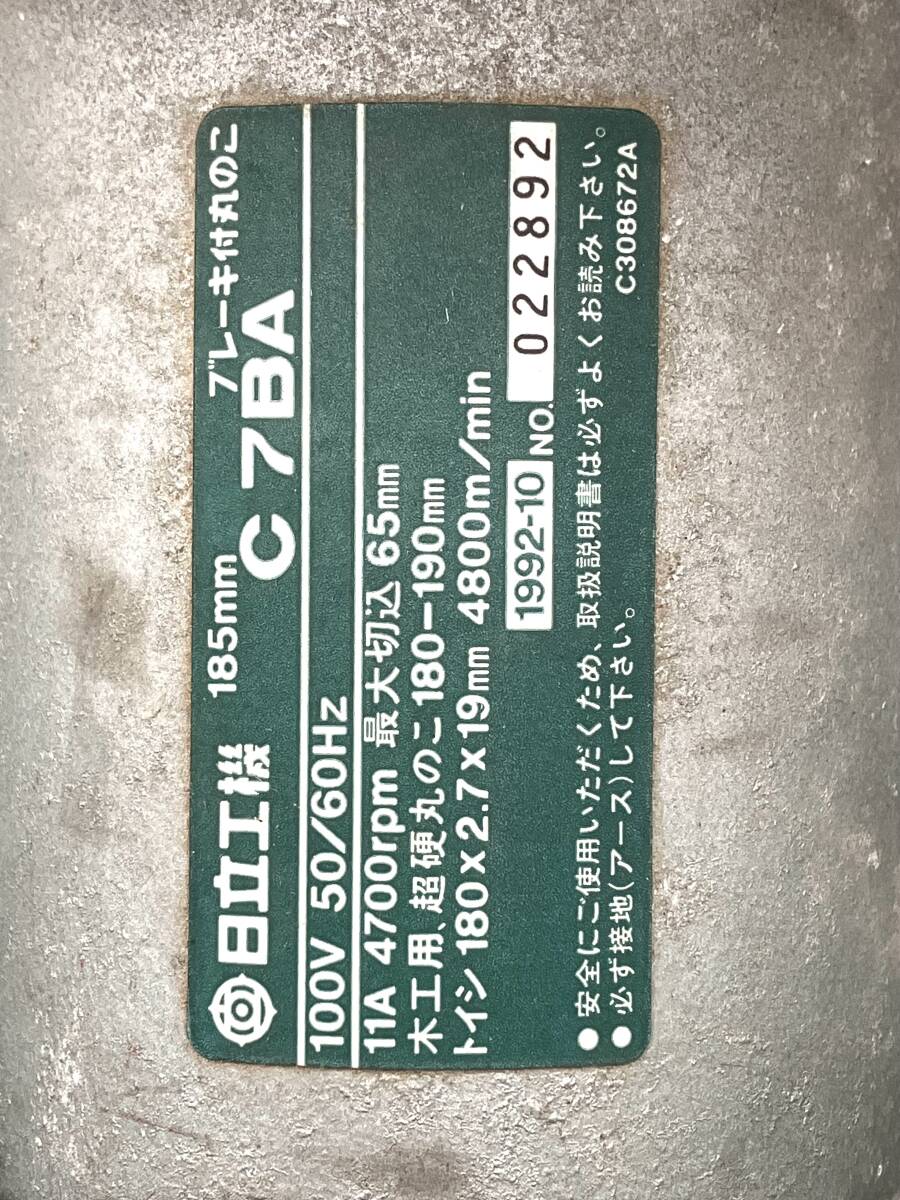 日立工機 185mm ブレーキ付丸のこ
C 7BA
100V 50/60Hz
11A 4700rpm 最大切込 65mm
木工用、超硬丸のこ 180-190mm
トイシ 180×2.7×19mm 4800m/min
1992-10 NO. 022892
●安全にご使用いただくため、取扱説明書は必ずよくお読み下さい。
●必ず接地(アース)して下さい。 C308672A